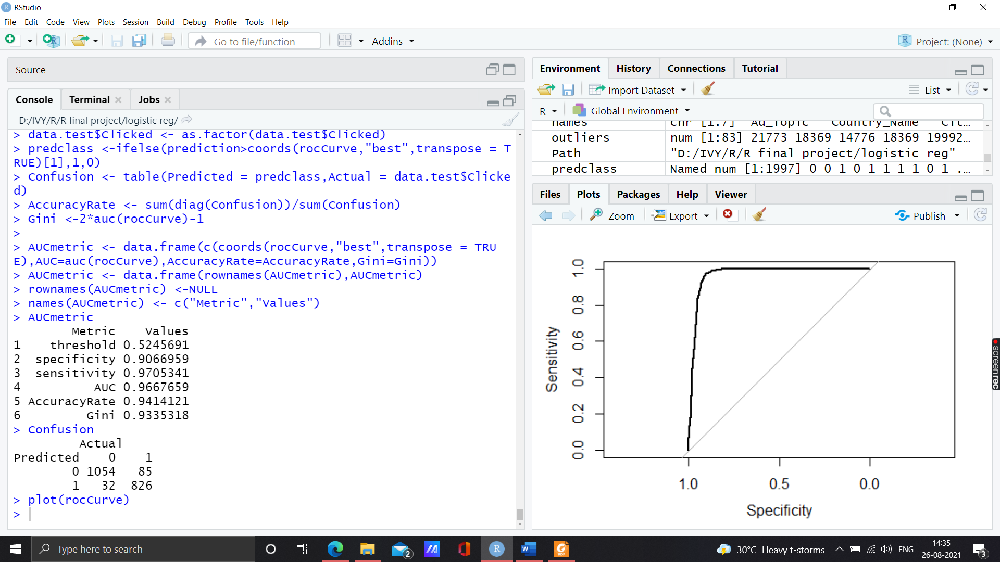 RStudio
File Edit Code View Plots Session Build Debug Profile Tools Help
Go to file/function Addins Project: (None)
Source
Console Terminal Jobs
D:/IVY/R/R final project/logistic reg/
> data.test$Clicked <- as.factor(data.test$Clicked)
> predclass <-ifelse(prediction>coords(rocCurve,"best",transpose = T
RUE)[1],1,0)
> Confusion <- table(Predicted = predclass,Actual = data.test$Clicke
d)
> AccuracyRate <- sum(diag(Confusion))/sum(Confusion)
> Gini <-2*auc(rocCurve)-1
>
> AUCmetric <- data.frame(c(coords(rocCurve,"best",transpose = TRU
E),AUC=auc(rocCurve),AccuracyRate=AccuracyRate,Gini=Gini))
> AUCmetric <- data.frame(rownames(AUCmetric),AUCmetric)
> rownames(AUCmetric) <-NULL
> names(AUCmetric) <- c("Metric","Values")
> AUCmetric
Metric Values
1 threshold 0.5245691
2 specificity 0.9066959
3 sensitivity 0.9705341
4 AUC 0.9667659
5 AccuracyRate 0.9414121
6 Gini 0.9335318
> Confusion
Actual
Predicted 0 1
0 1054 85
1 32 826
> plot(rocCurve)
>
Environment History Connections Tutorial
Import Dataset List
R Global Environment
names chr [1:7] "Ad_Topic" "Country_Name" "Cit…
outliers num [1:83] 21773 18369 14776 18369 19992…
Path "D:/IVY/R/R final project/logistic reg"
predclass Named num [1:1997] 0 0 1 0 1 1 1 1 0 1 .…
Files Plots Packages Help Viewer
Zoom Export Publish
Sensitivity
1.0
0.8
0.6
0.4
0.2
0.0
1.0 0.5 0.0
Specificity
screenrec
Type here to search
2
30°C Heavy t-storms
ENG
14:35
26-08-2021
3